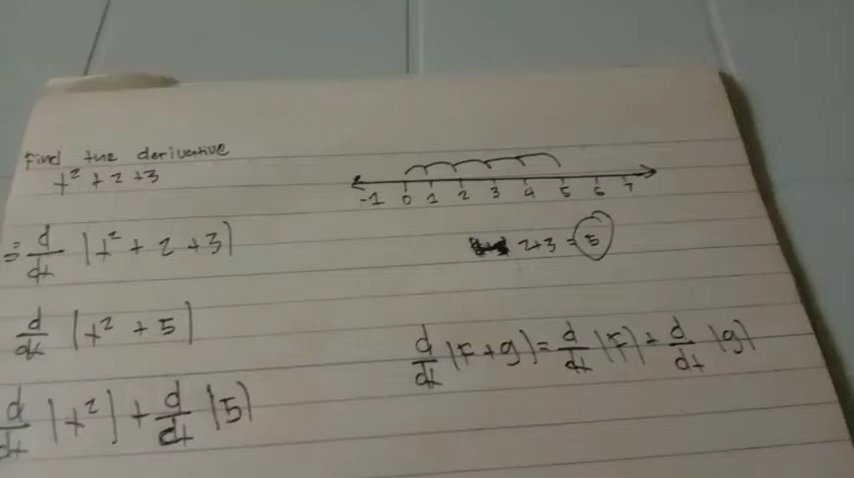 Find the derivative
t² + 2 + 3
= d/dt (t² + 2 + 3)
d/dt (t² + 5)
d/dt (t²) + d/dt (5)
-1 0 1 2 3 4 5 6 7
2+3 = 5
d/dt (F + g) = d/dt (F) + d/dt (g)